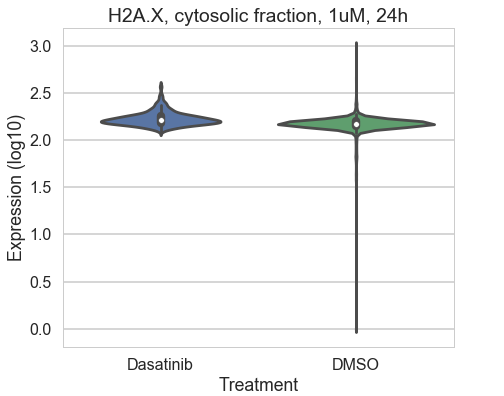 H2A.X, cytosolic fraction, 1uM, 24h
Expression (log10)
3.0
2.5
2.0
1.5
1.0
0.5
0.0
Dasatinib
DMSO
Treatment